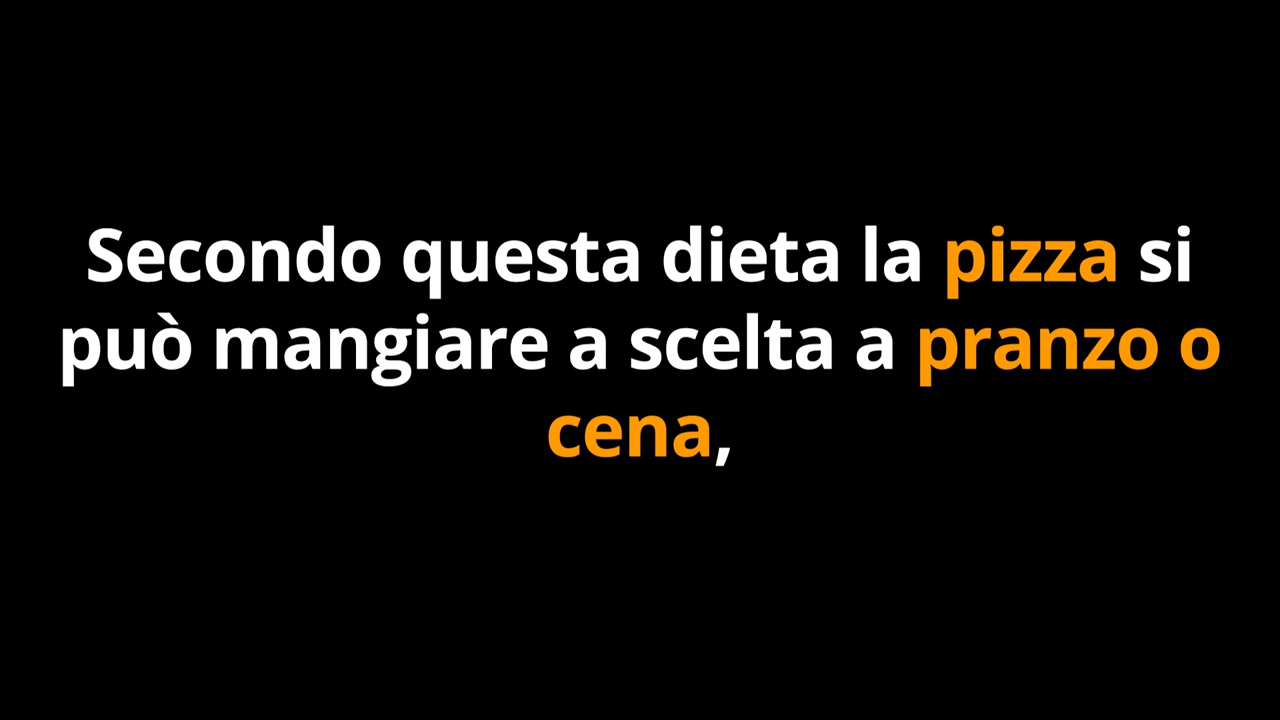 Secondo questa dieta la pizza si
può mangiare a scelta a pranzo o
cena,